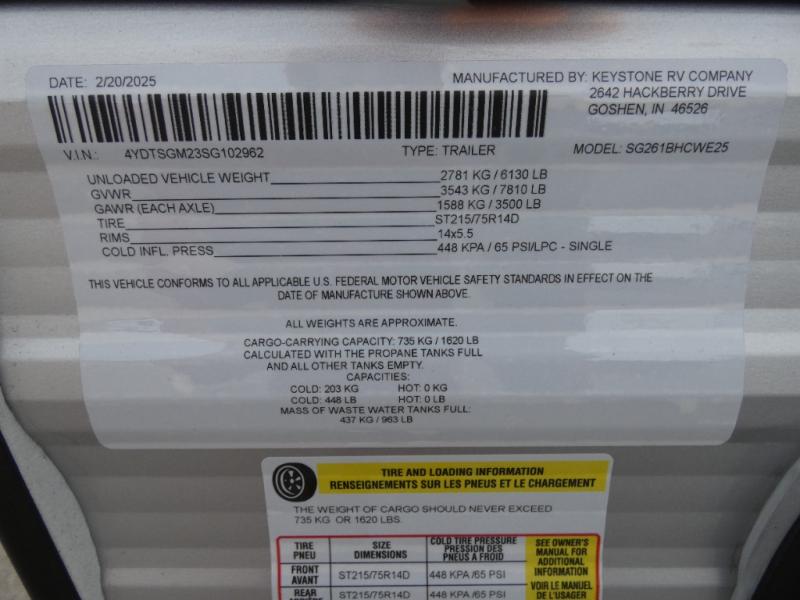 DATE: 2/20/2025
MANUFACTURED BY: KEYSTONE RV COMPANY
2642 HACKBERRY DRIVE
GOSHEN, IN 46526
V.I.N.: 4YDTSGM23SG102962 TYPE: TRAILER MODEL: SG261BHCWE25
UNLOADED VEHICLE WEIGHT 2781 KG / 6130 LB
GVWR 3543 KG / 7810 LB
GAWR (EACH AXLE) 1588 KG / 3500 LB
TIRE ST215/75R14D
RIMS 14x5.5
COLD INFL. PRESS 448 KPA / 65 PSI/LPC - SINGLE
THIS VEHICLE CONFORMS TO ALL APPLICABLE U.S. FEDERAL MOTOR VEHICLE SAFETY STANDARDS IN EFFECT ON THE
DATE OF MANUFACTURE SHOWN ABOVE.
ALL WEIGHTS ARE APPROXIMATE.
CARGO-CARRYING CAPACITY: 735 KG / 1620 LB
CALCULATED WITH THE PROPANE TANKS FULL
AND ALL OTHER TANKS EMPTY.
CAPACITIES:
COLD: 203 KG HOT: 0 KG
COLD: 448 LB HOT: 0 LB
MASS OF WASTE WATER TANKS FULL:
437 KG / 963 LB
TIRE AND LOADING INFORMATION
RENSEIGNEMENTS SUR LES PNEUS ET LE CHARGEMENT
THE WEIGHT OF CARGO SHOULD NEVER EXCEED
735 KG OR 1620 LBS.
TIRE
PNEU
SIZE
DIMENSIONS
COLD TIRE PRESSURE
PRESSION DES
PNEUS A FROID
SEE OWNER'S
MANUAL FOR
ADDITIONAL
INFORMATION
VOIR LE MANUEL
DE L'USAGER
FRONT
AVANT
ST215/75R14D
448 KPA /65 PSI
REAR
ARRIÈRE
ST215/75R14D
448 KPA /65 PSI